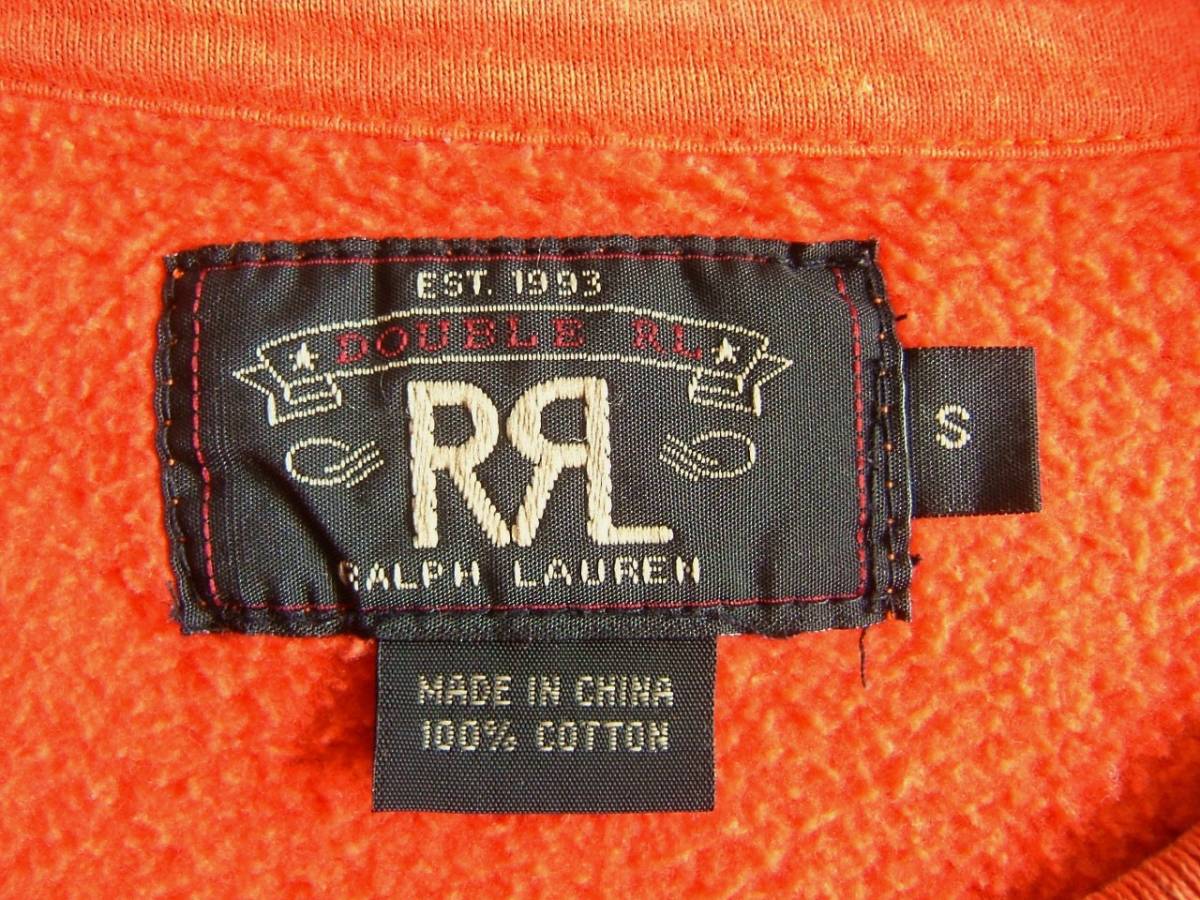 EST. 1993
DOUBLE RL
RRL
RALPH LAUREN
S
MADE IN CHINA
100% COTTON